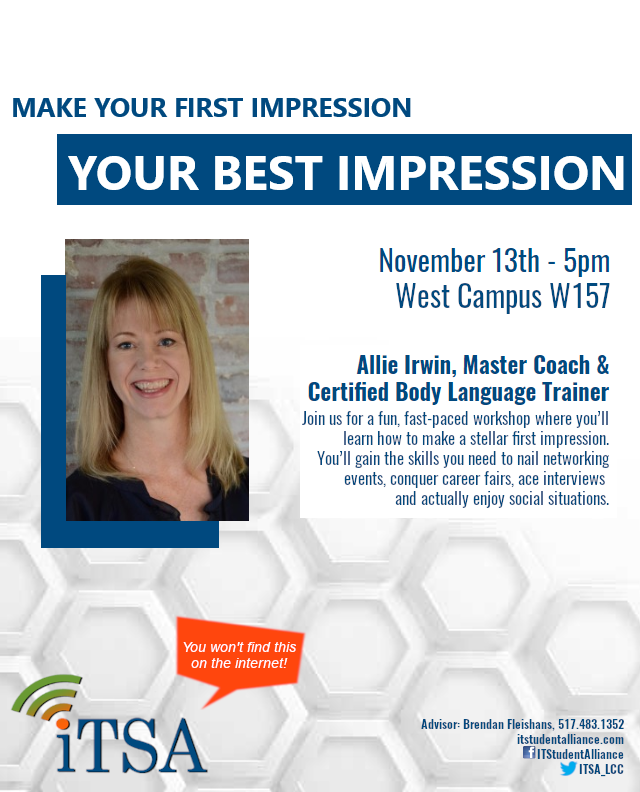 MAKE YOUR FIRST IMPRESSION
YOUR BEST IMPRESSION
November 13th - 5pm
West Campus W157
Allie Irwin, Master Coach &
Certified Body Language Trainer
Join us for a fun, fast-paced workshop where you'll
learn how to make a stellar first impression.
You'll gain the skills you need to nail networking
events, conquer career fairs, ace interviews
and actually enjoy social situations.
You won't find this
on the internet!
iTSA
Advisor: Brendan Fleishans, 517.483.1352
itstudentalliance.com
ITStudentAlliance
ITSA_LCC